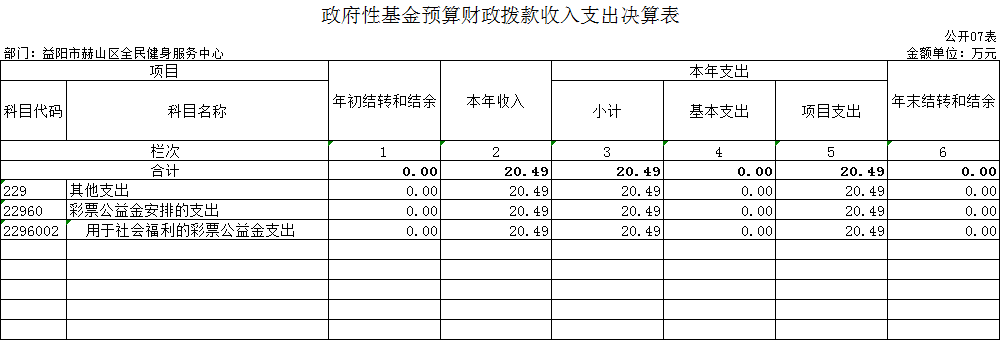 政府性基金预算财政拨款收入支出决算表
公开07表
部门：益阳市赫山区全民健身服务中心 金额单位：万元
项目 年初结转和结余 本年收入 本年支出 年末结转和结余
科目代码 科目名称 小计 基本支出 项目支出
栏次 1 2 3 4 5 6
合计 0.00 20.49 20.49 0.00 20.49 0.00
229 其他支出 0.00 20.49 20.49 0.00 20.49 0.00
22960 彩票公益金安排的支出 0.00 20.49 20.49 0.00 20.49 0.00
2296002 用于社会福利的彩票公益金支出 0.00 20.49 20.49 0.00 20.49 0.00